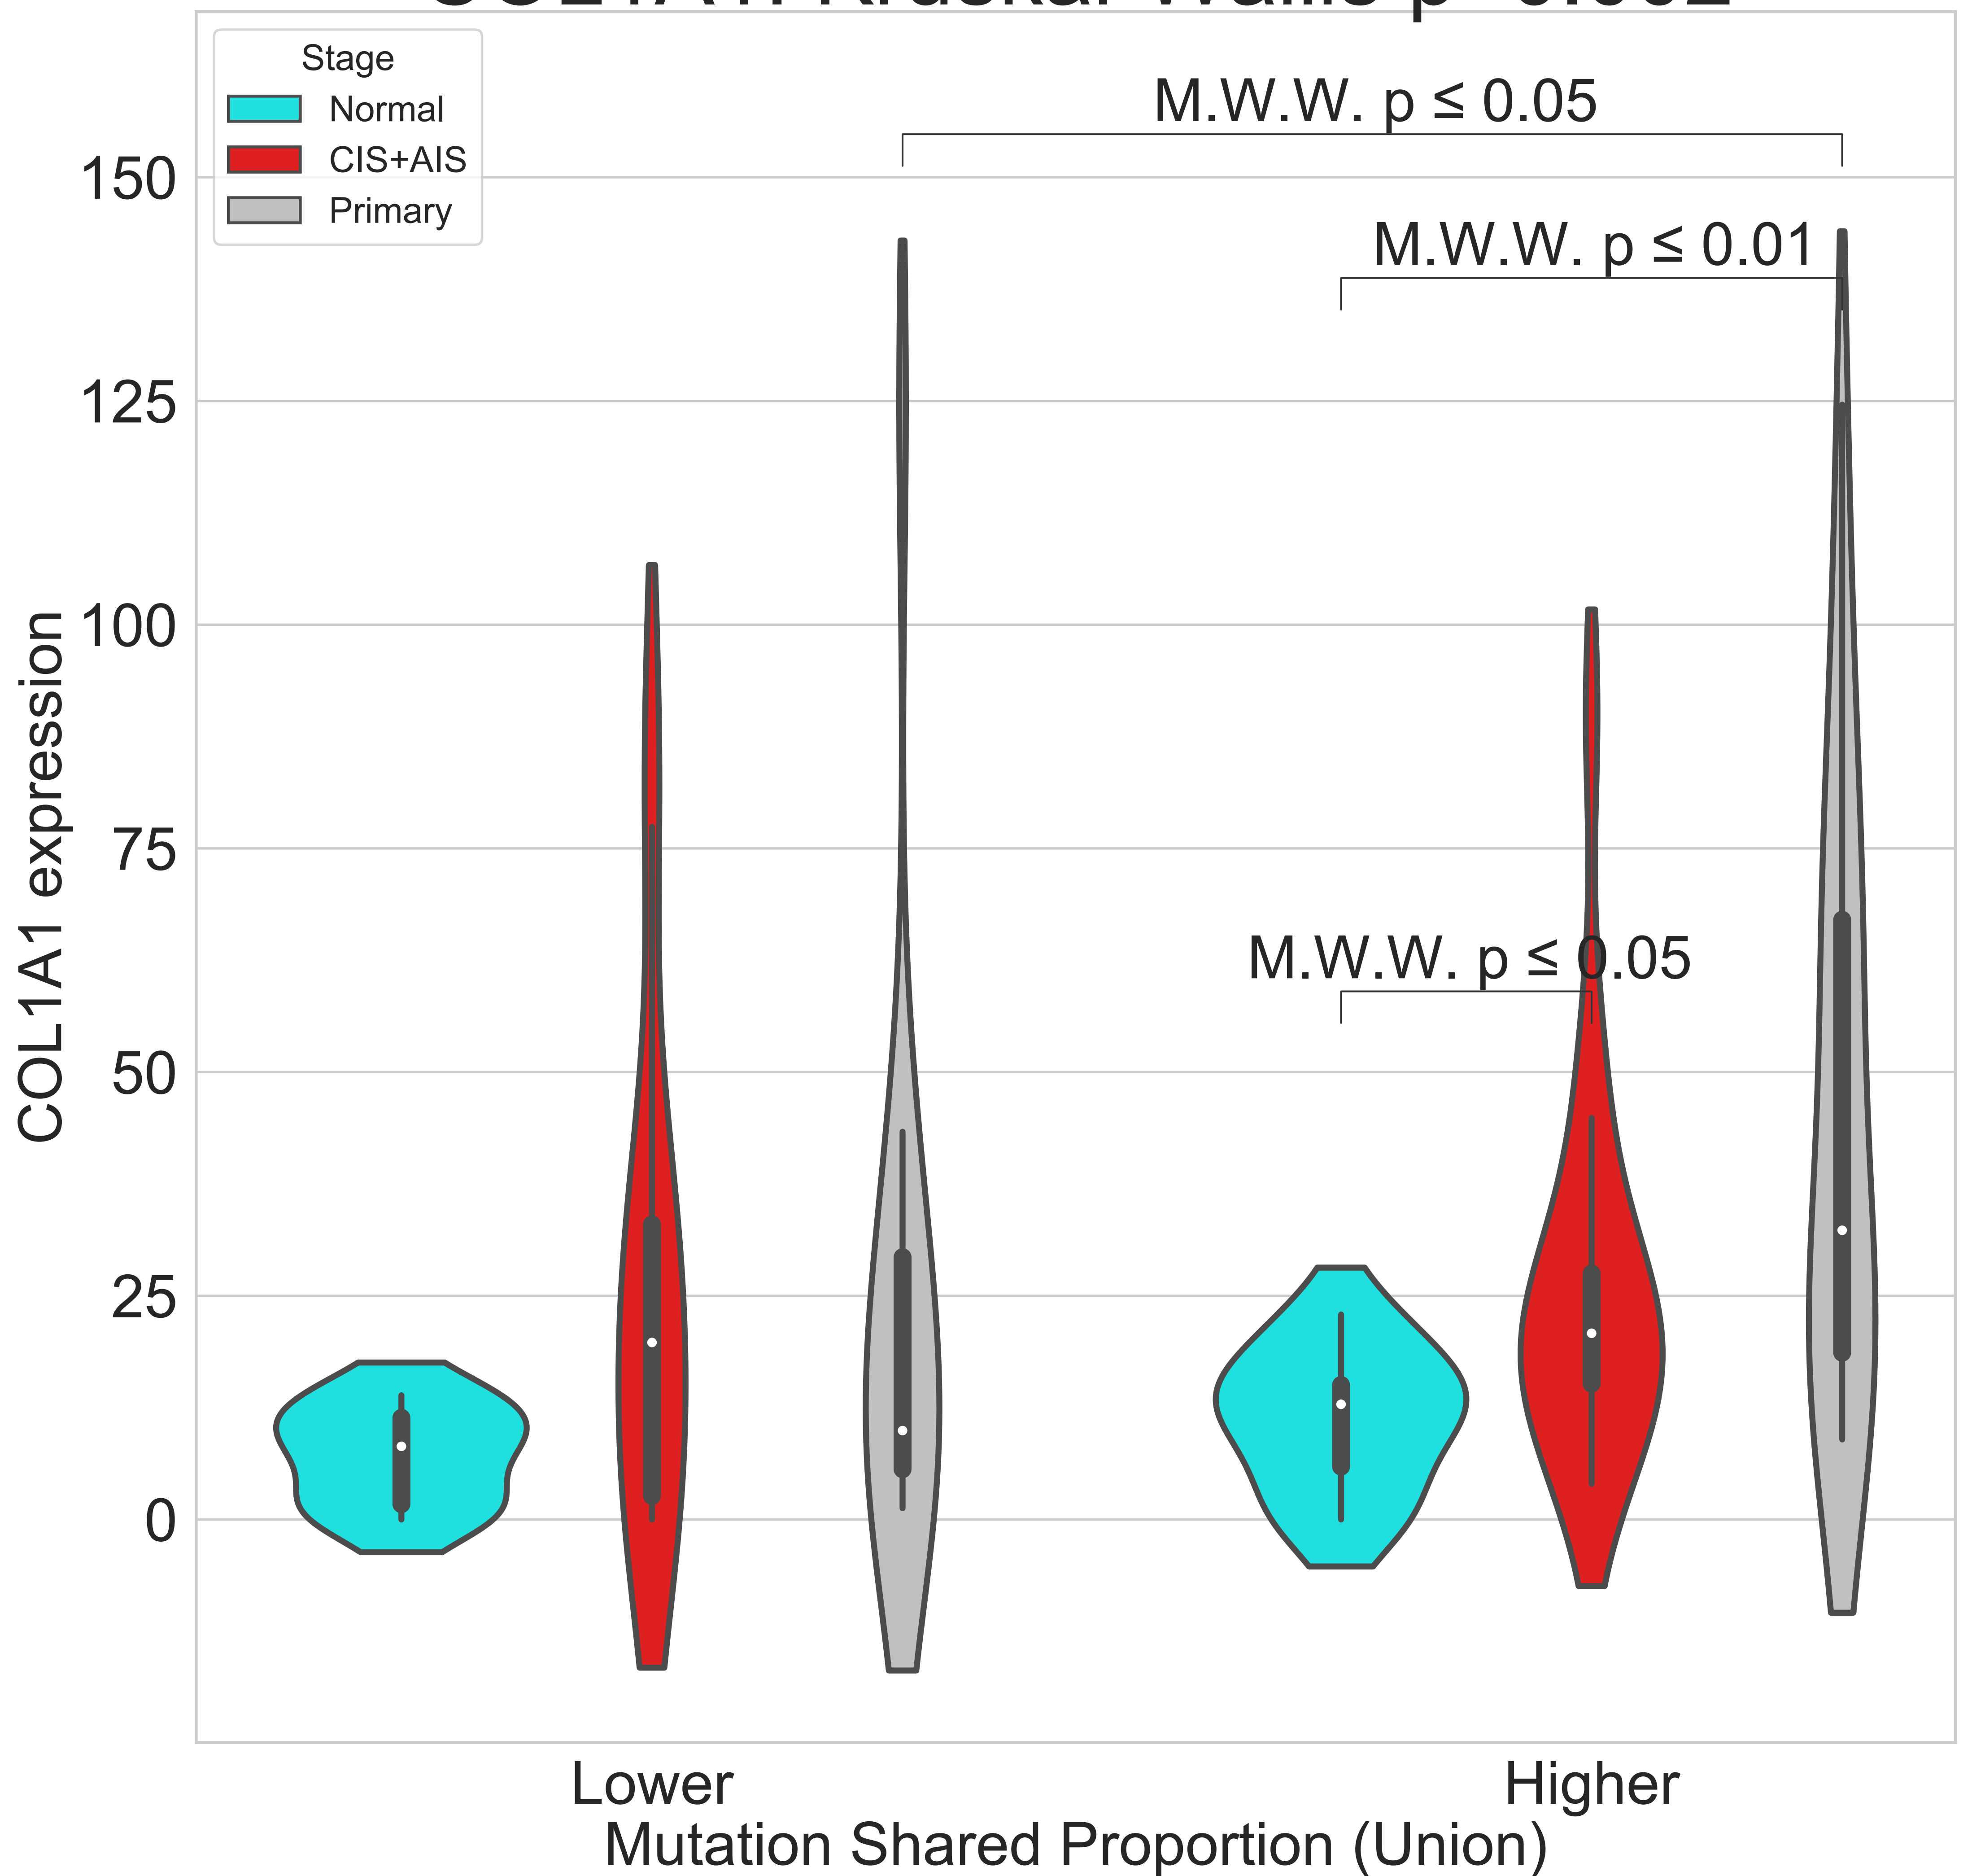 Stage
Normal
CIS+AIS
Primary
M.W.W. p ≤ 0.05
M.W.W. p ≤ 0.01
M.W.W. p ≤ 0.05
150
125
100
75
50
25
0
COL1A1 expression
Lower
Higher
Mutation Shared Proportion (Union)